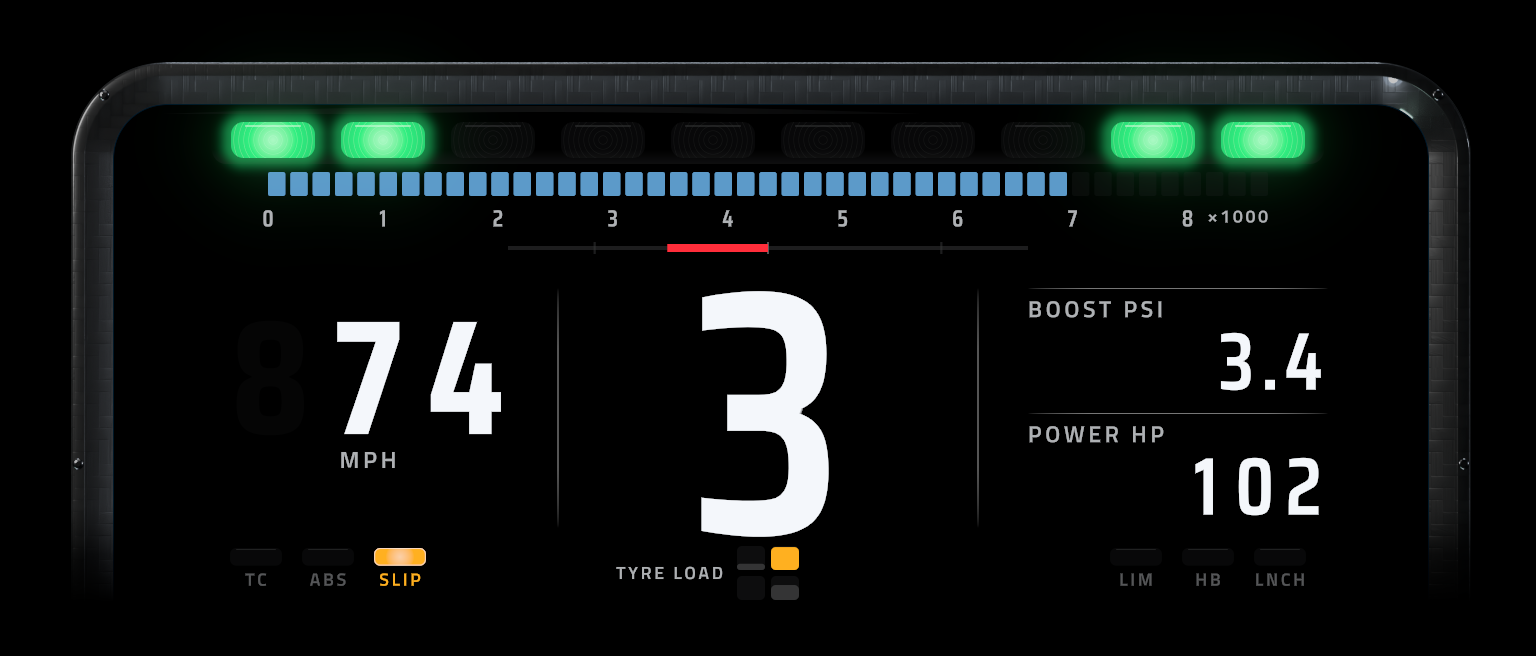 0 1 2 3 4 5 6 7 8 ×1000
74
MPH
3
BOOST PSI
3.4
POWER HP
102
TC ABS SLIP
TYRE LOAD
LIM HB LNCH